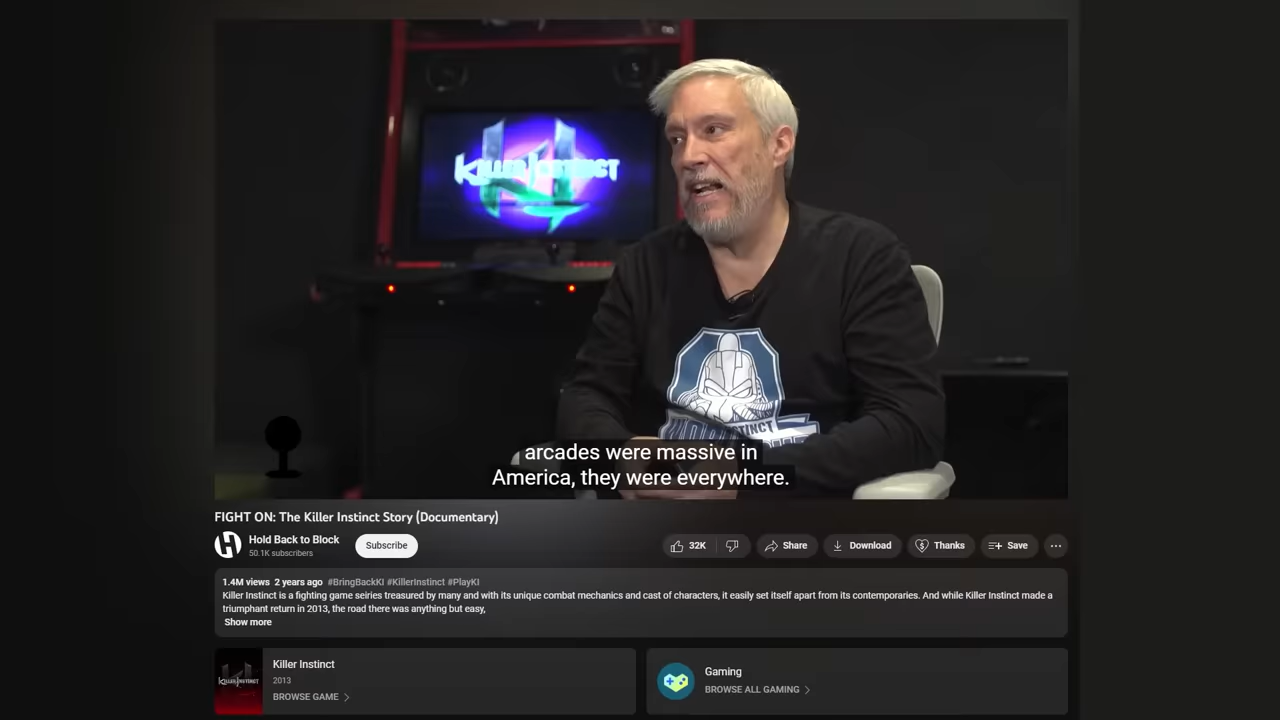 KILLER INSTINCT
INSTINCT
arcades were massive in
America, they were everywhere.
FIGHT ON: The Killer Instinct Story (Documentary)
Hold Back to Block
50.1K subscribers
Subscribe
32K
Share
Download
Thanks
Save
1.4M views 2 years ago #BringBackKI #KillerInstinct #PlayKI
Killer Instinct is a fighting game seiries treasured by many and with its unique combat mechanics and cast of characters, it easily set itself apart from its contemporaries. And while Killer Instinct made a
triumphant return in 2013, the road there was anything but easy,
Show more
KILLER INSTINCT
Killer Instinct
2013
BROWSE GAME
Gaming
BROWSE ALL GAMING